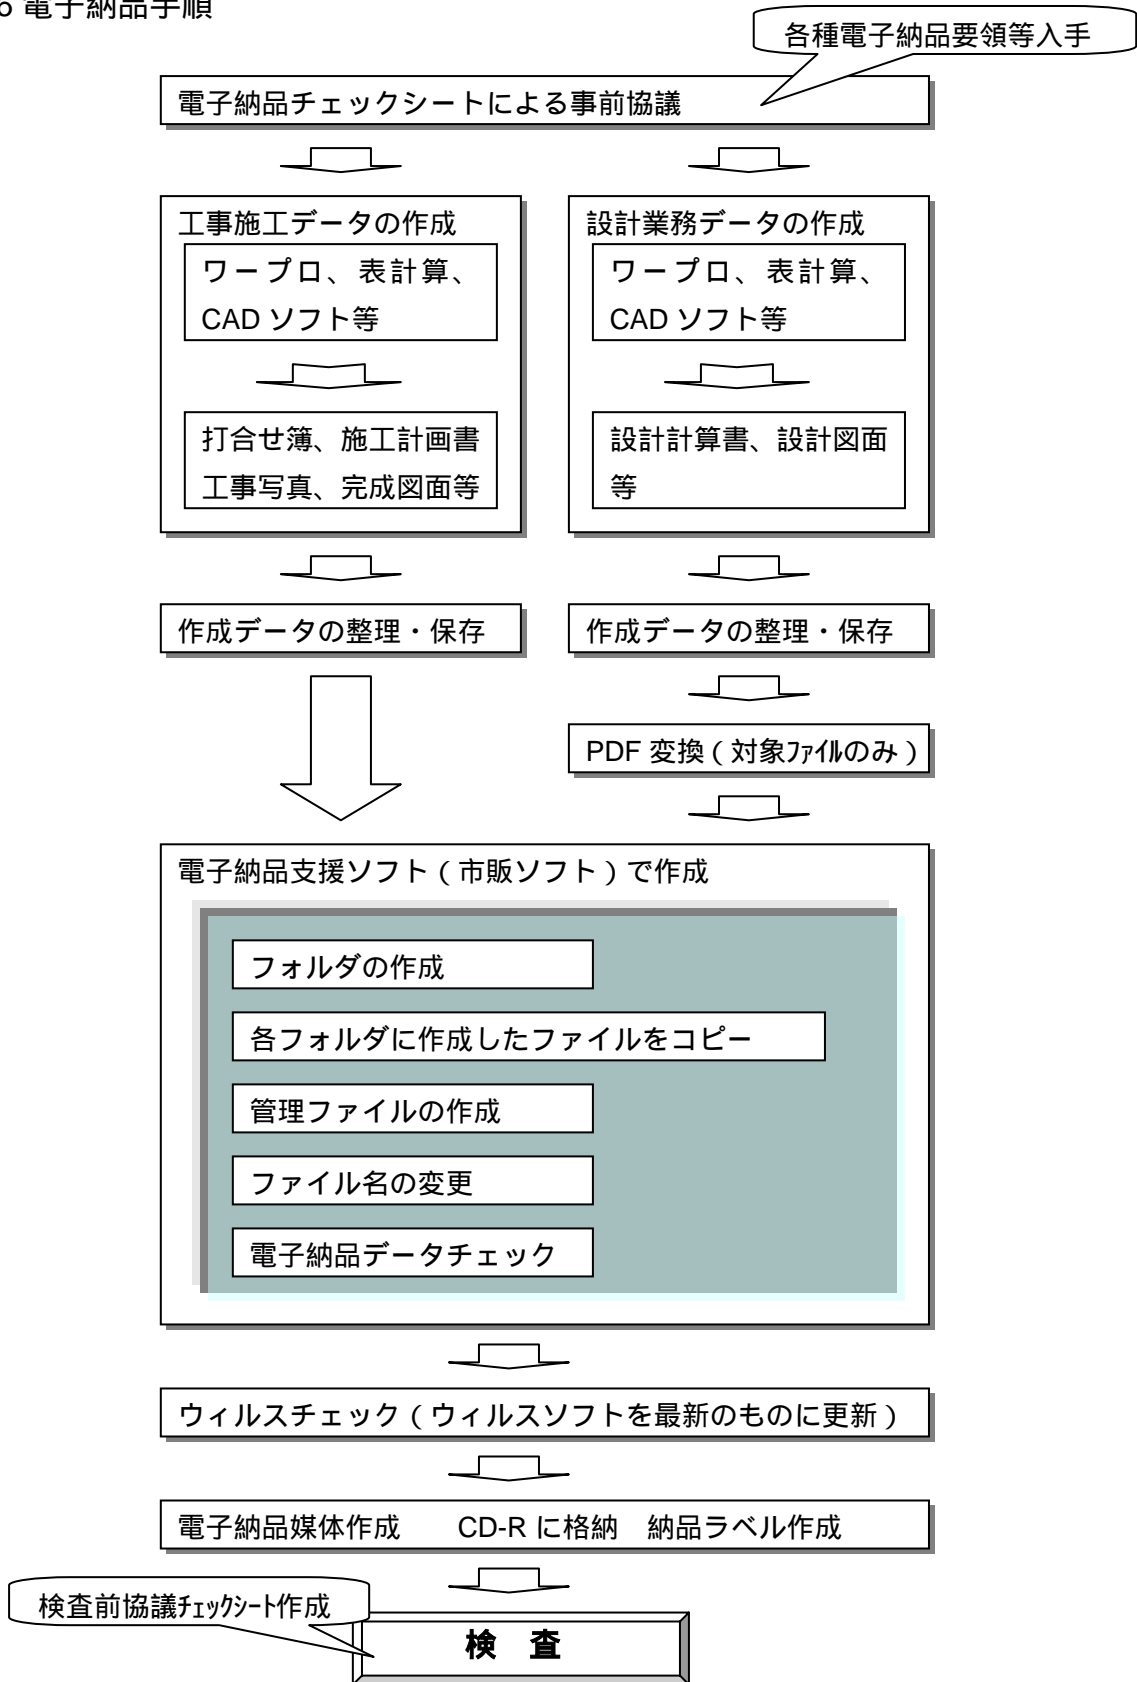 電子納品手順
各種電子納品要領等入手
電子納品チェックシートによる事前協議
工事施工データの作成
ワープロ、表計算、
CAD ソフト等
打合せ簿、施工計画書
工事写真、完成図面等
設計業務データの作成
ワープロ、表計算、
CAD ソフト等
設計計算書、設計図面
等
作成データの整理・保存
作成データの整理・保存
PDF 変換（対象ﾌｧｲﾙのみ）
電子納品支援ソフト（市販ソフト）で作成
フォルダの作成
各フォルダに作成したファイルをコピー
管理ファイルの作成
ファイル名の変更
電子納品データチェック
ウィルスチェック（ウィルスソフトを最新のものに更新）
電子納品媒体作成　　CD-R に格納　納品ラベル作成
検査前協議ﾁｪｯｸｼｰﾄ作成
検　査